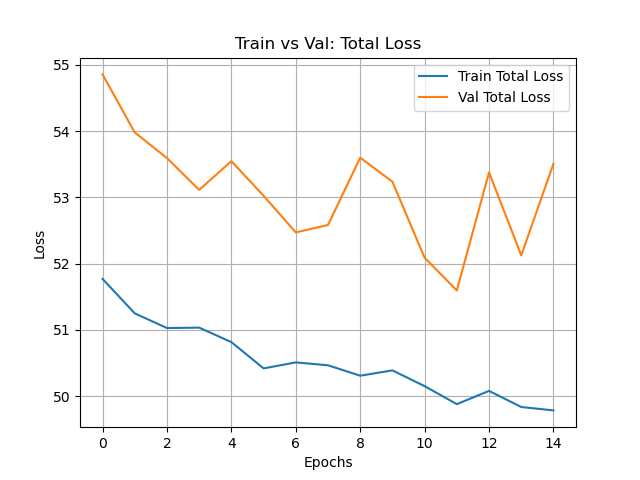 Train vs Val: Total Loss
Train Total Loss
Val Total Loss
55
54
53
52
51
50
Loss
0 2 4 6 8 10 12 14
Epochs